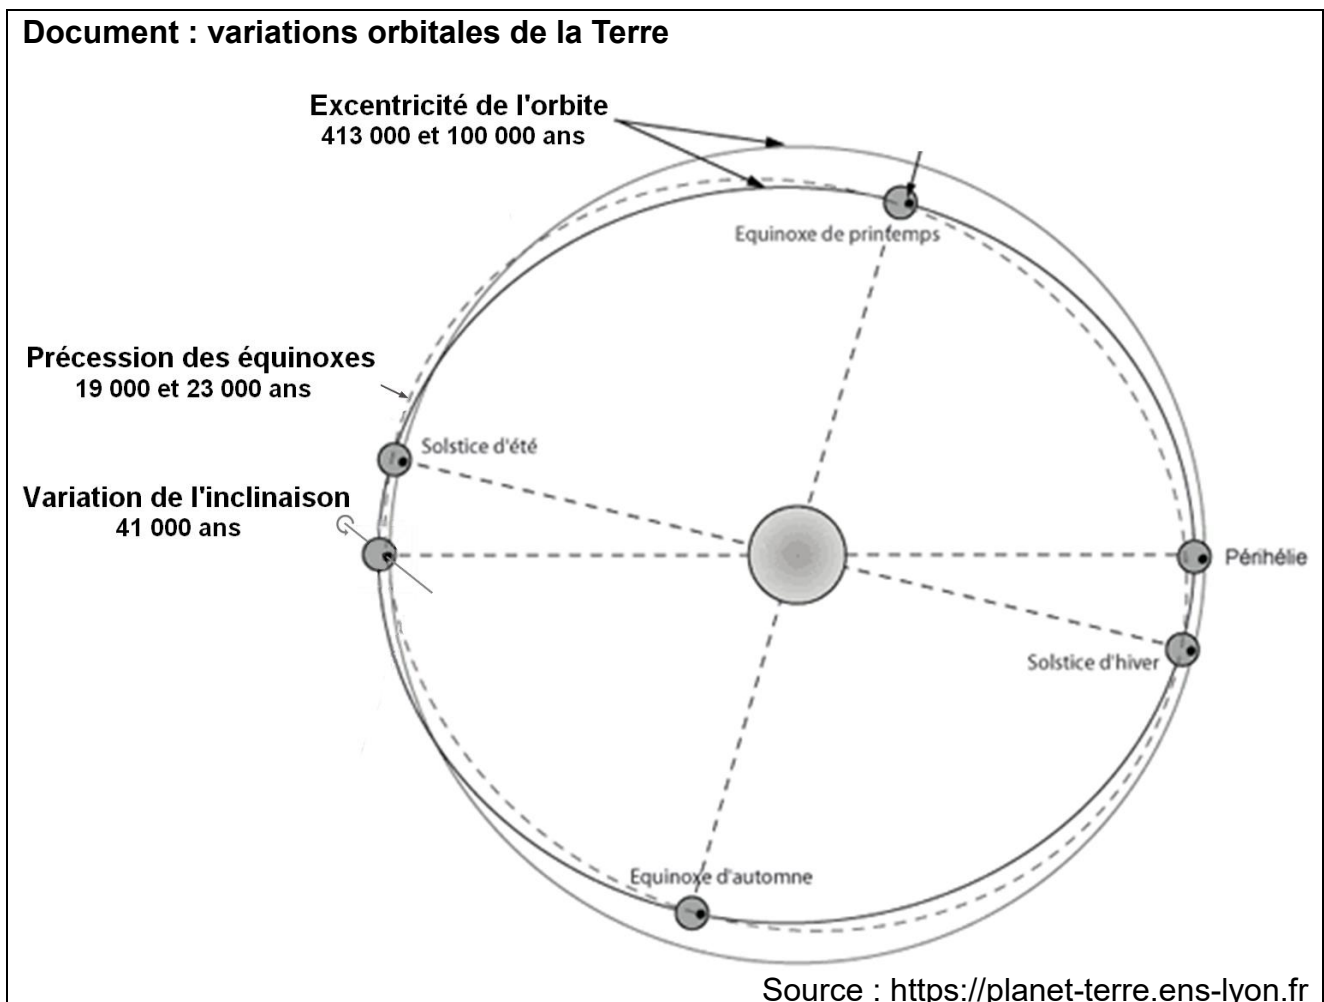 Document : variations orbitales de la Terre
Excentricité de l'orbite
413 000 et 100 000 ans
Equinoxe de printemps
Précession des équinoxes
19 000 et 23 000 ans
Solstice d'été
Variation de l'inclinaison
41 000 ans
Périhélie
Solstice d'hiver
Equinoxe d'automne
Source : https://planet-terre.ens-lyon.fr